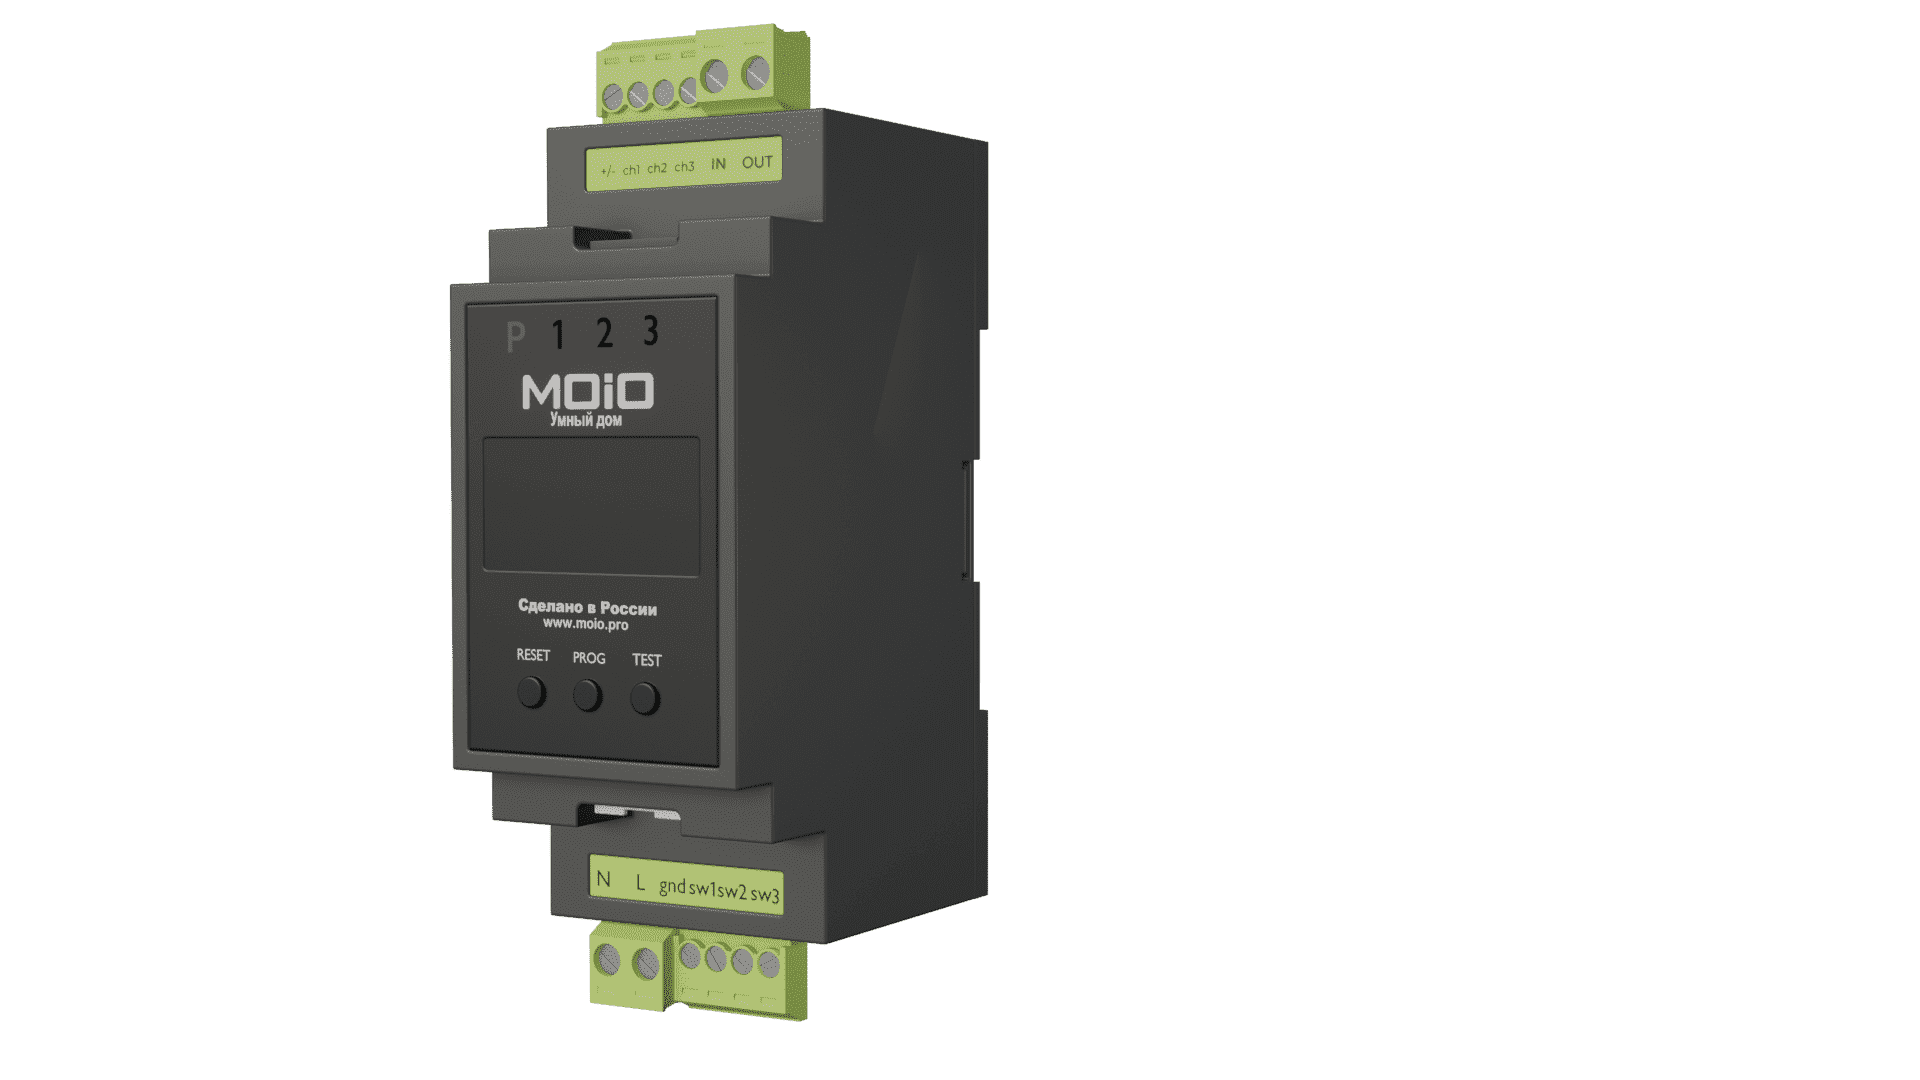 +/- ch1 ch2 ch3 IN OUT
P 1 2 3
MOiO
Умный дом
Сделано в России
www.moio.pro
RESET PROG TEST
N L gnd sw1 sw2 sw3